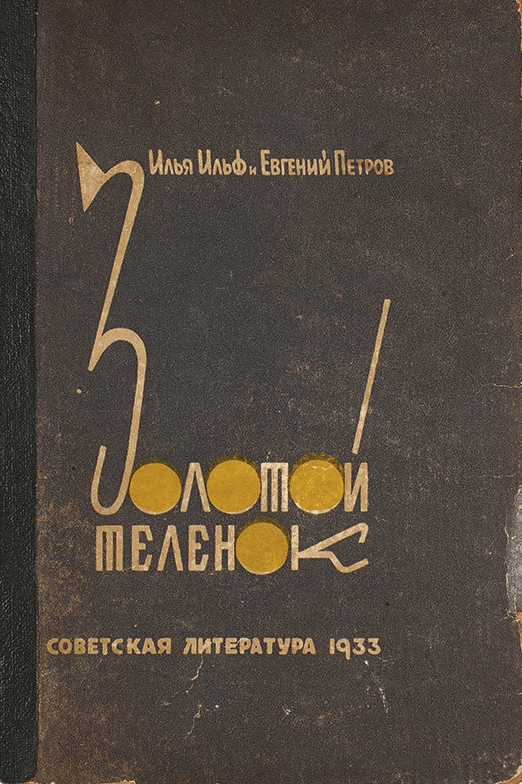 Илья Ильф и Евгений Петров
Золотой
теленок
советская литература 1933